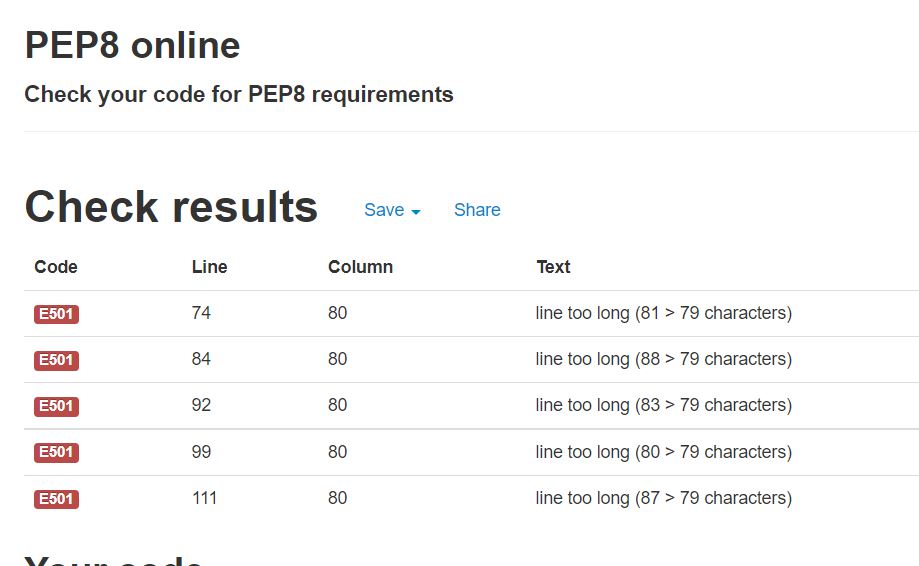 PEP8 online
Check your code for PEP8 requirements
Check results Save Share
Code Line Column Text
E501 74 80 line too long (81 > 79 characters)
E501 84 80 line too long (88 > 79 characters)
E501 92 80 line too long (83 > 79 characters)
E501 99 80 line too long (80 > 79 characters)
E501 111 80 line too long (87 > 79 characters)
Your code